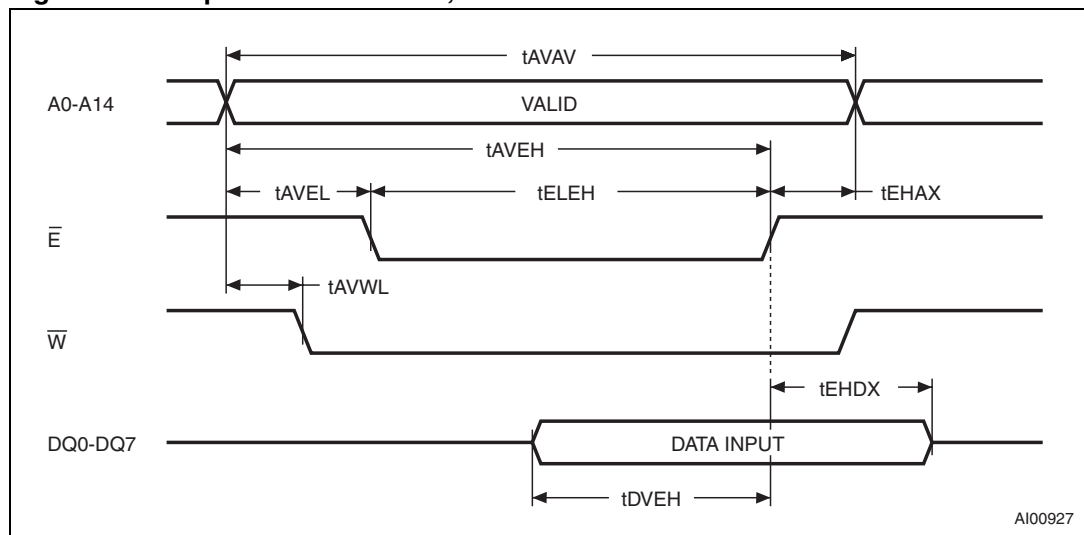 tAVAV
A0-A14
VALID
tAVEH
tAVEL
tELEH
tEHAX
E
tAVWL
W
tEHDX
DQ0-DQ7
DATA INPUT
tDVEH
AI00927